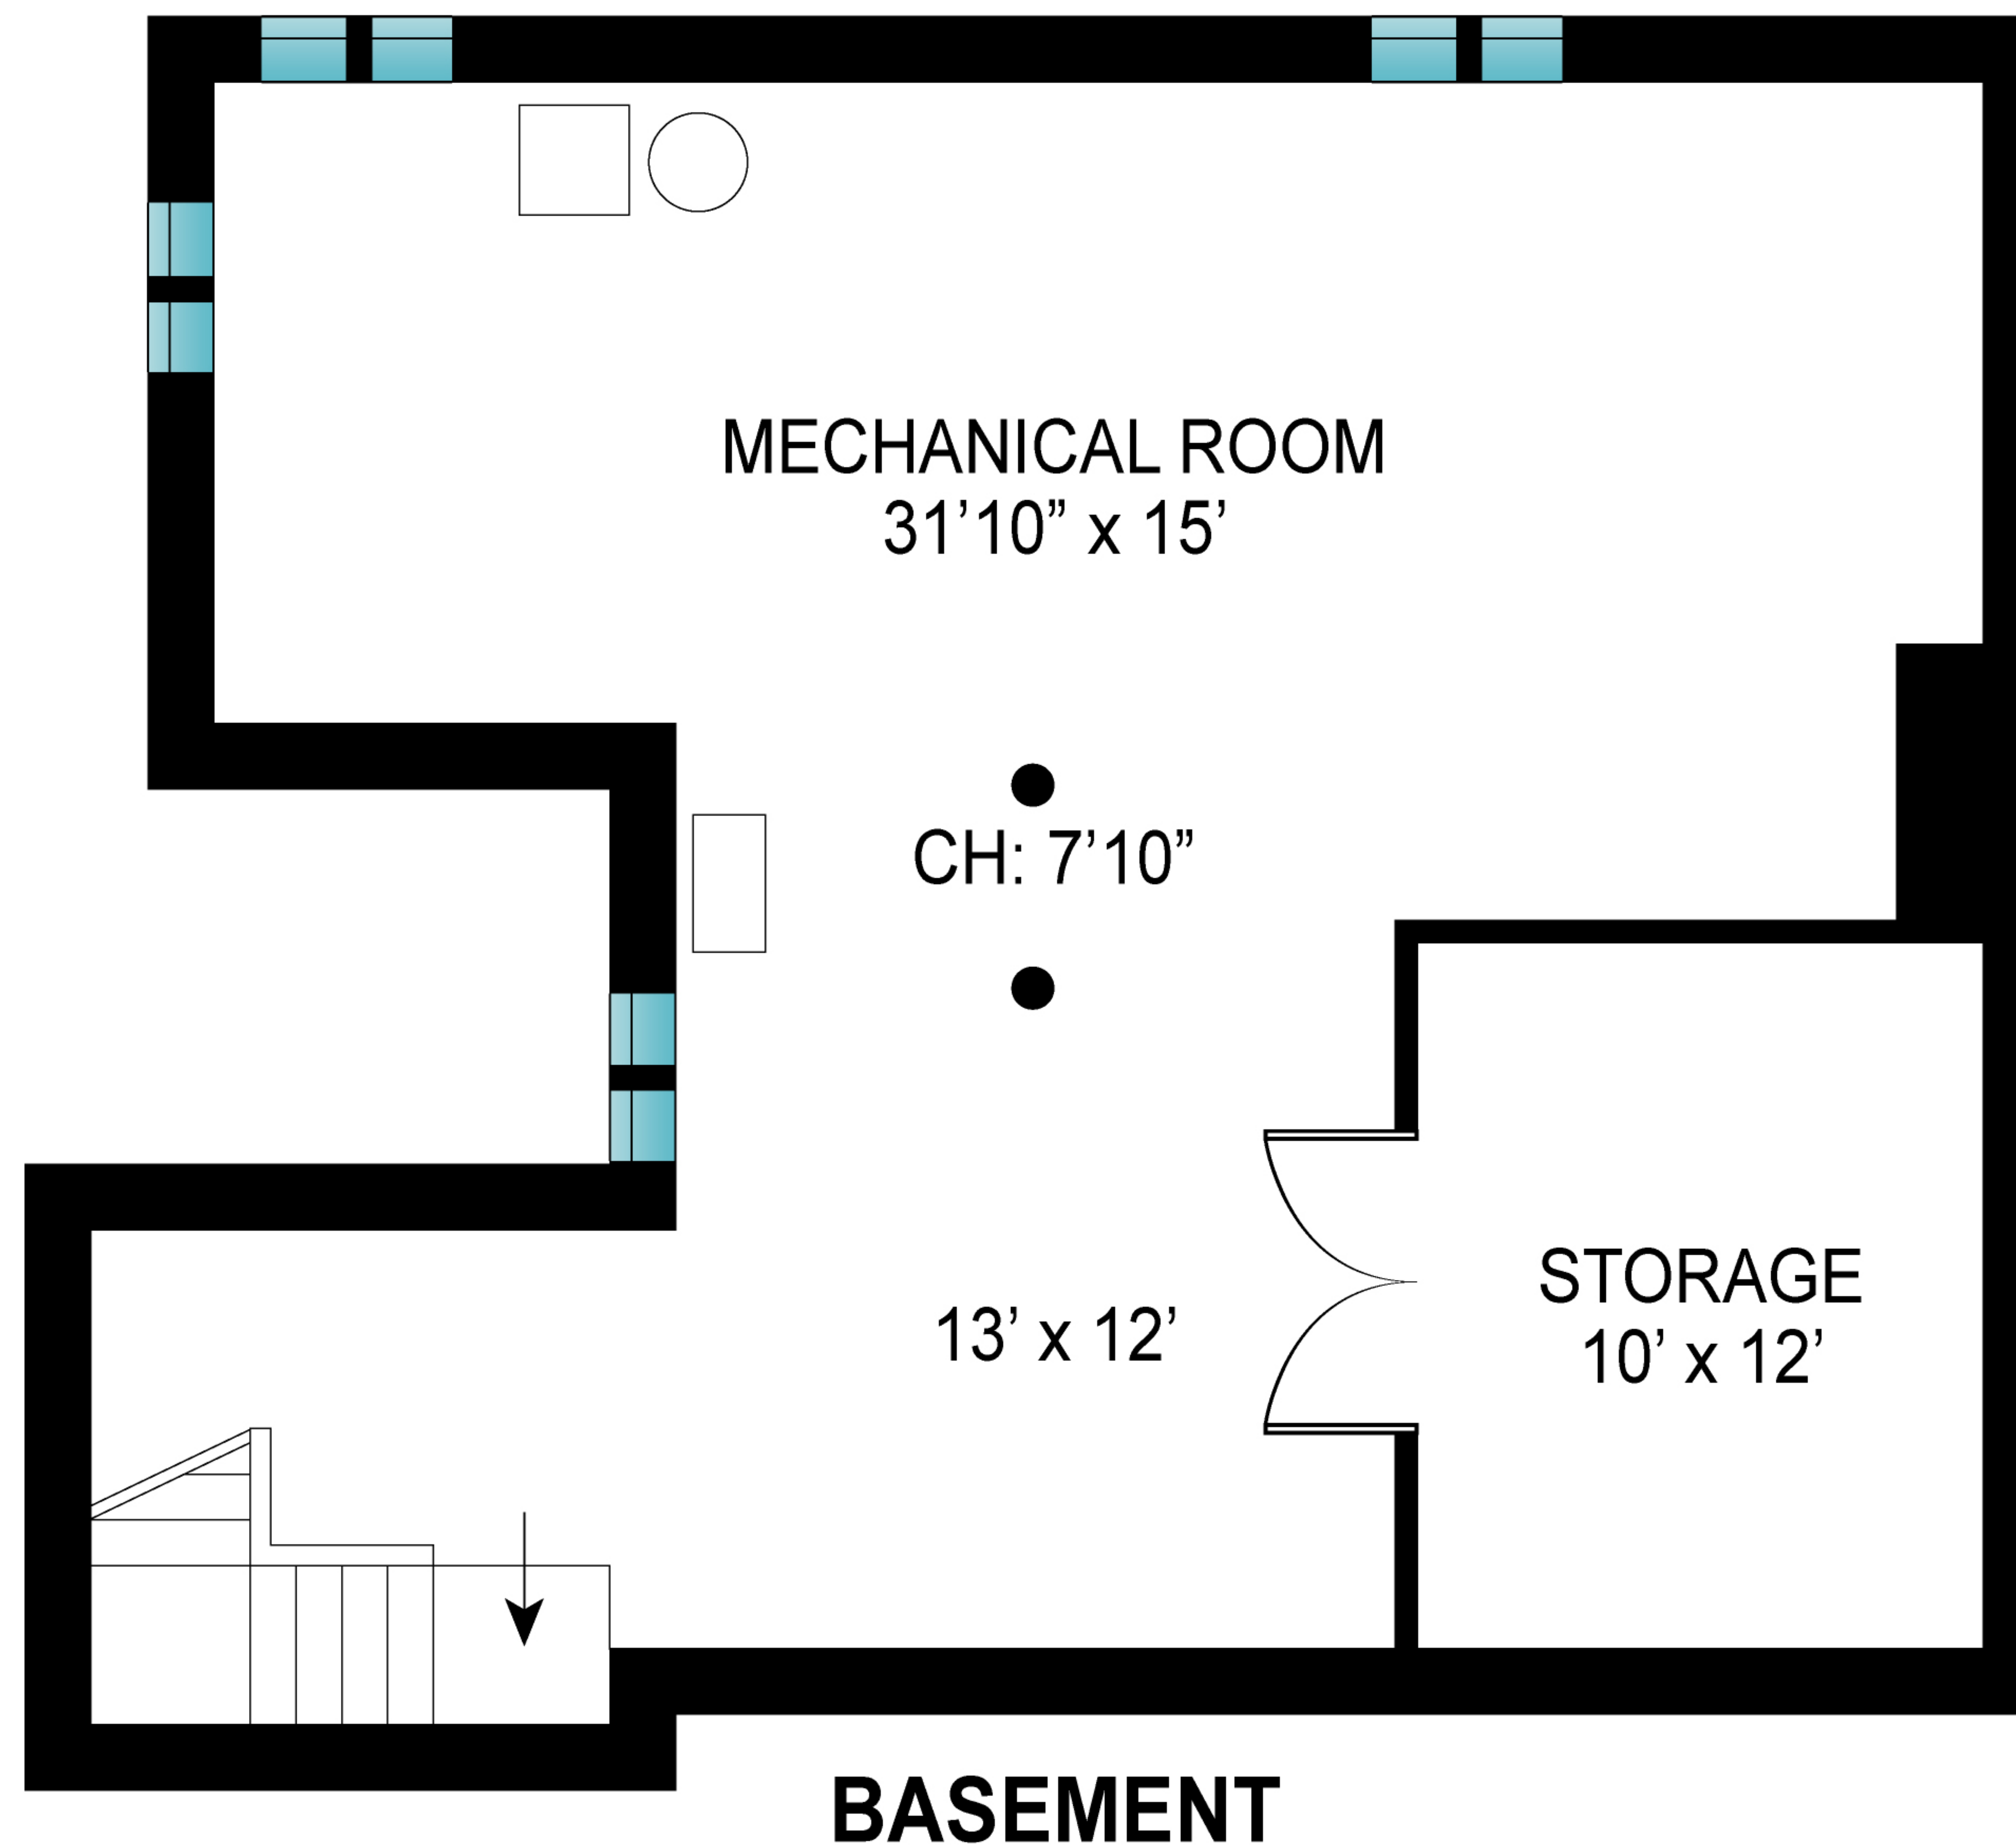 MECHANICAL ROOM
31’10” x 15’
CH: 7’10”
13’ x 12’
STORAGE
10’ x 12’
BASEMENT